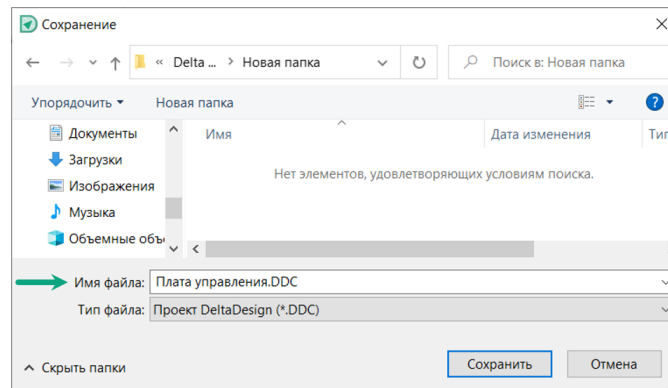 Сохранение
« Delta ... > Новая папка
Поиск в: Новая папка
Упорядочить Новая папка
Документы
Загрузки
Изображения
Музыка
Объемные объ
Имя Дата изменения Тип
Нет элементов, удовлетворяющих условиям поиска.
Имя файла: Плата управления.DDC
Тип файла: Проект DeltaDesign (*.DDC)
Скрыть папки Сохранить Отмена